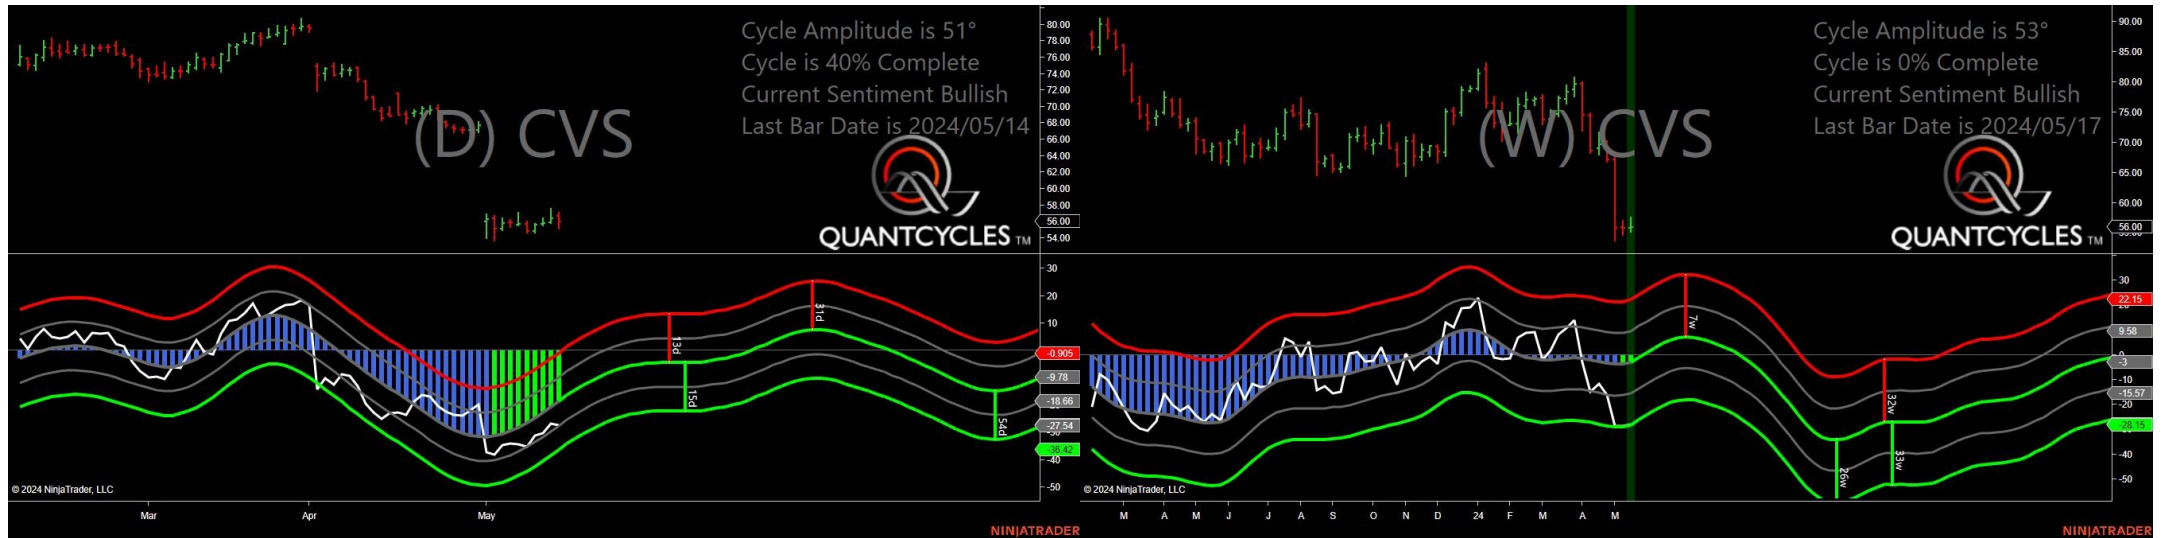 Cycle Amplitude is 51°
Cycle is 40% Complete
Current Sentiment Bullish
Last Bar Date is 2024/05/14
(D) CVS
QUANTCYCLES TM
80.00
78.00
76.00
74.00
72.00
70.00
68.00
66.00
64.00
62.00
60.00
58.00
56.00
54.00
30
20
10
-0.905
-9.78
-18.66
-27.54
-36.42
-40
-50
13d
15d
31d
54d
© 2024 NinjaTrader, LLC
Mar Apr May
NINJATRADER
Cycle Amplitude is 53°
Cycle is 0% Complete
Current Sentiment Bullish
Last Bar Date is 2024/05/17
(W) CVS
QUANTCYCLES TM
90.00
85.00
80.00
75.00
70.00
65.00
60.00
56.00
30
22.15
9.58
-3
-10
-15.57
-20
-28.15
-40
-50
7w
26w
32w
33w
© 2024 NinjaTrader, LLC
M A M J J A S O N D 24 F M A M
NINJATRADER